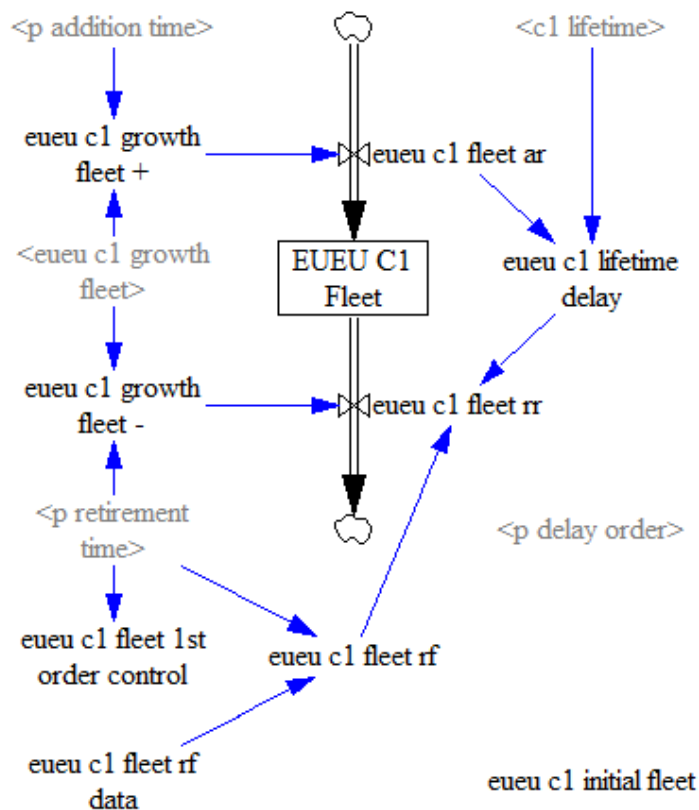 <p addition time>
<c1 lifetime>
eueu c1 growth
fleet +
eueu c1 fleet ar
<eueu c1 growth
fleet>
EUEU C1
Fleet
eueu c1 lifetime
delay
eueu c1 growth
fleet -
eueu c1 fleet rr
<p retirement
time>
<p delay order>
eueu c1 fleet 1st
order control
eueu c1 fleet rf
eueu c1 fleet rf
data
eueu c1 initial fleet